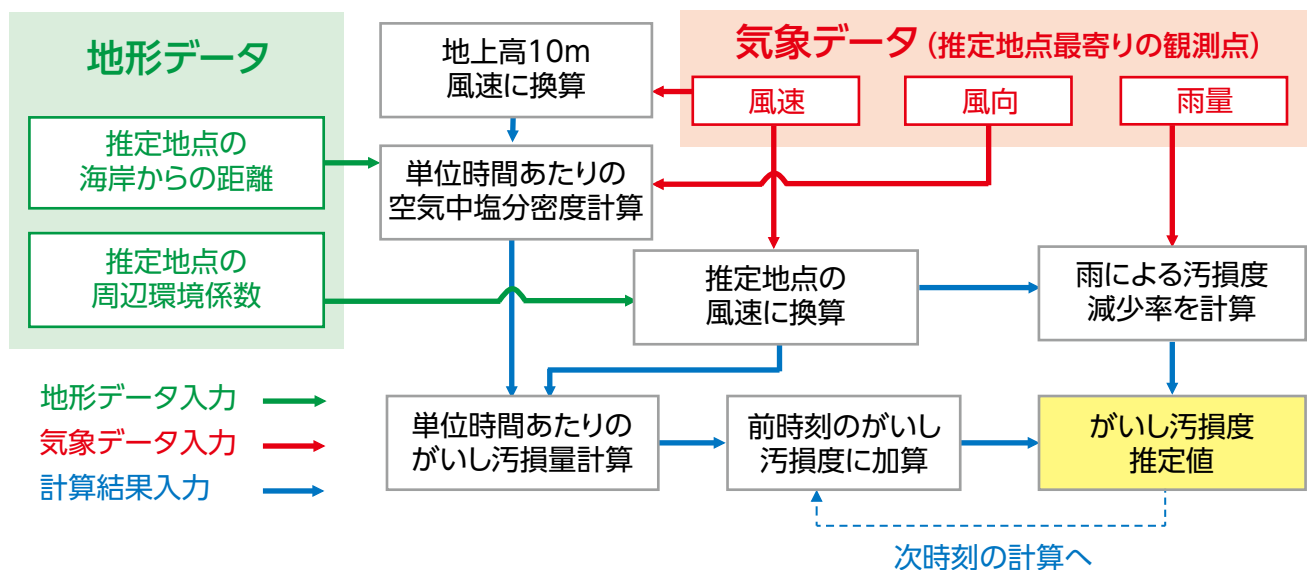 地形データ
推定地点の
海岸からの距離
推定地点の
周辺環境係数
地上高10m
風速に換算
気象データ（推定地点最寄りの観測点）
風速
風向
雨量
単位時間あたりの
空気中塩分密度計算
推定地点の
風速に換算
雨による汚損度
減少率を計算
地形データ入力
気象データ入力
計算結果入力
単位時間あたりの
がいし汚損量計算
前時刻のがいし
汚損度に加算
がいし汚損度
推定値
次時刻の計算へ